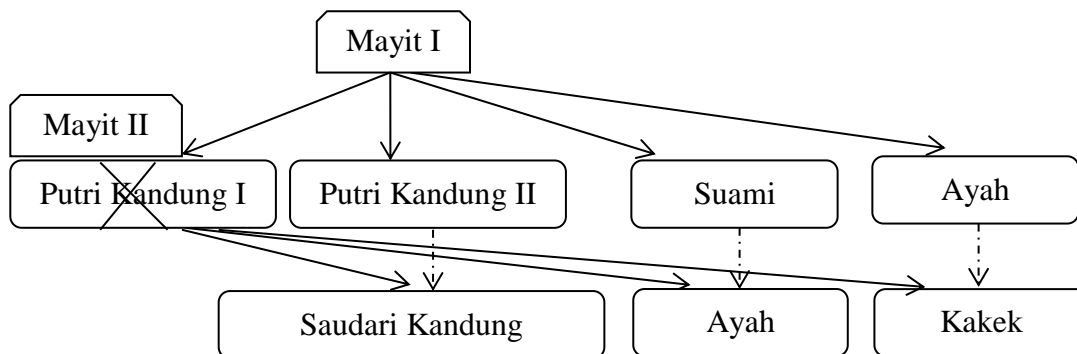 Mayit I
Mayit II
Putri Kandung I
Putri Kandung II
Suami
Ayah
Saudari Kandung
Ayah
Kakek